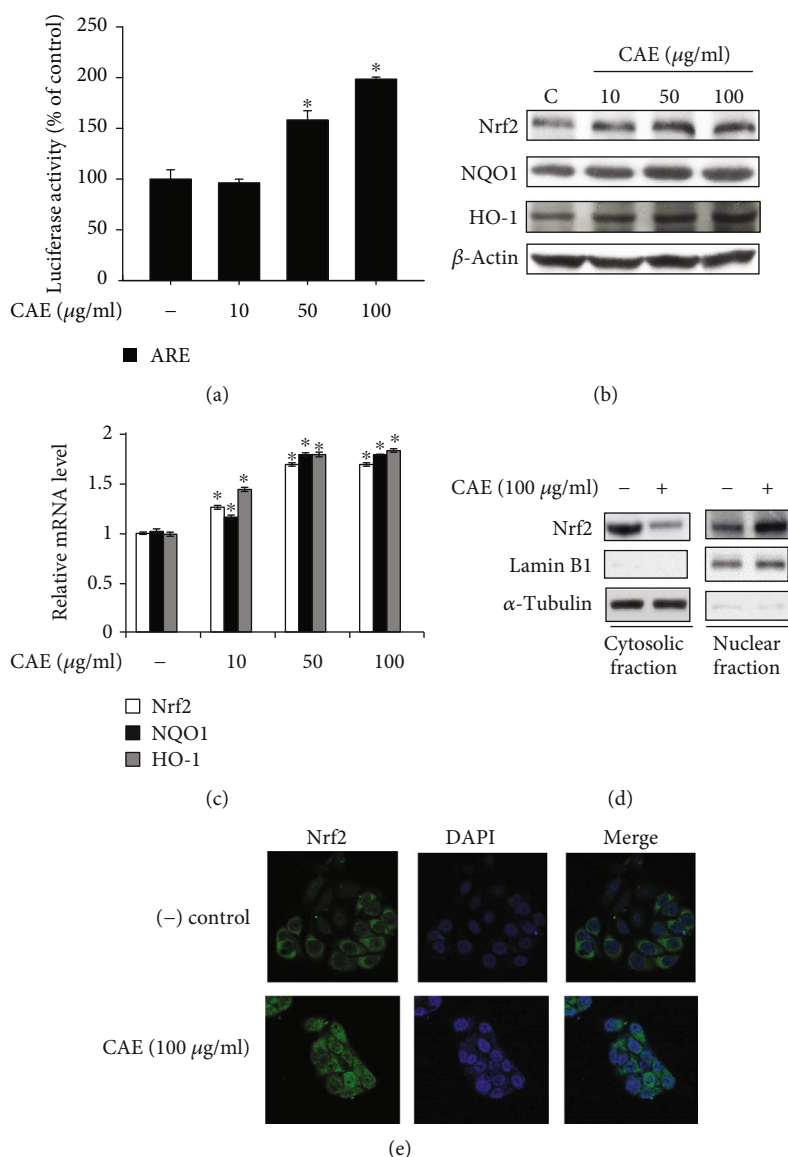 Luciferase activity (% of control)
250
200
150
100
50
0
* *
CAE (μg/ml) – 10 50 100
ARE
(a)
CAE (μg/ml)
C 10 50 100
Nrf2
NQO1
HO-1
β-Actin
(b)
Relative mRNA level
2
1.5
1
0.5
0
* * * * * * * * *
CAE (μg/ml) – 10 50 100
Nrf2
NQO1
HO-1
(c)
CAE (100 μg/ml) – + – +
Nrf2
Lamin B1
α-Tubulin
Cytosolic fraction
Nuclear fraction
(d)
Nrf2 DAPI Merge
(−) control
CAE (100 μg/ml)
(e)